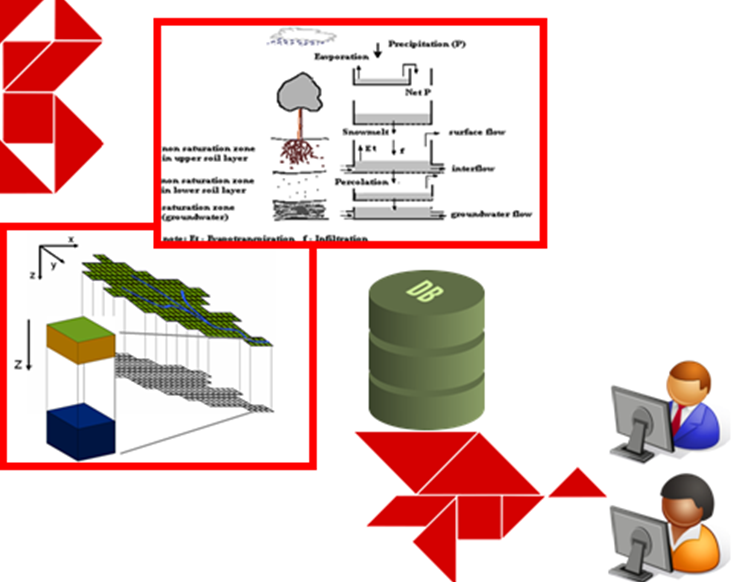 Precipitation (P)
Evaporation
Net P
Snowmelt
surface flow
Et
f
non saturation zone
in upper soil layer
interflow
non saturation zone
in lower soil layer
Percolation
saturation zone
(groundwater)
groundwater flow
note: Et : Evapotranspiration f : Infiltration
x
y
z
Z
DB